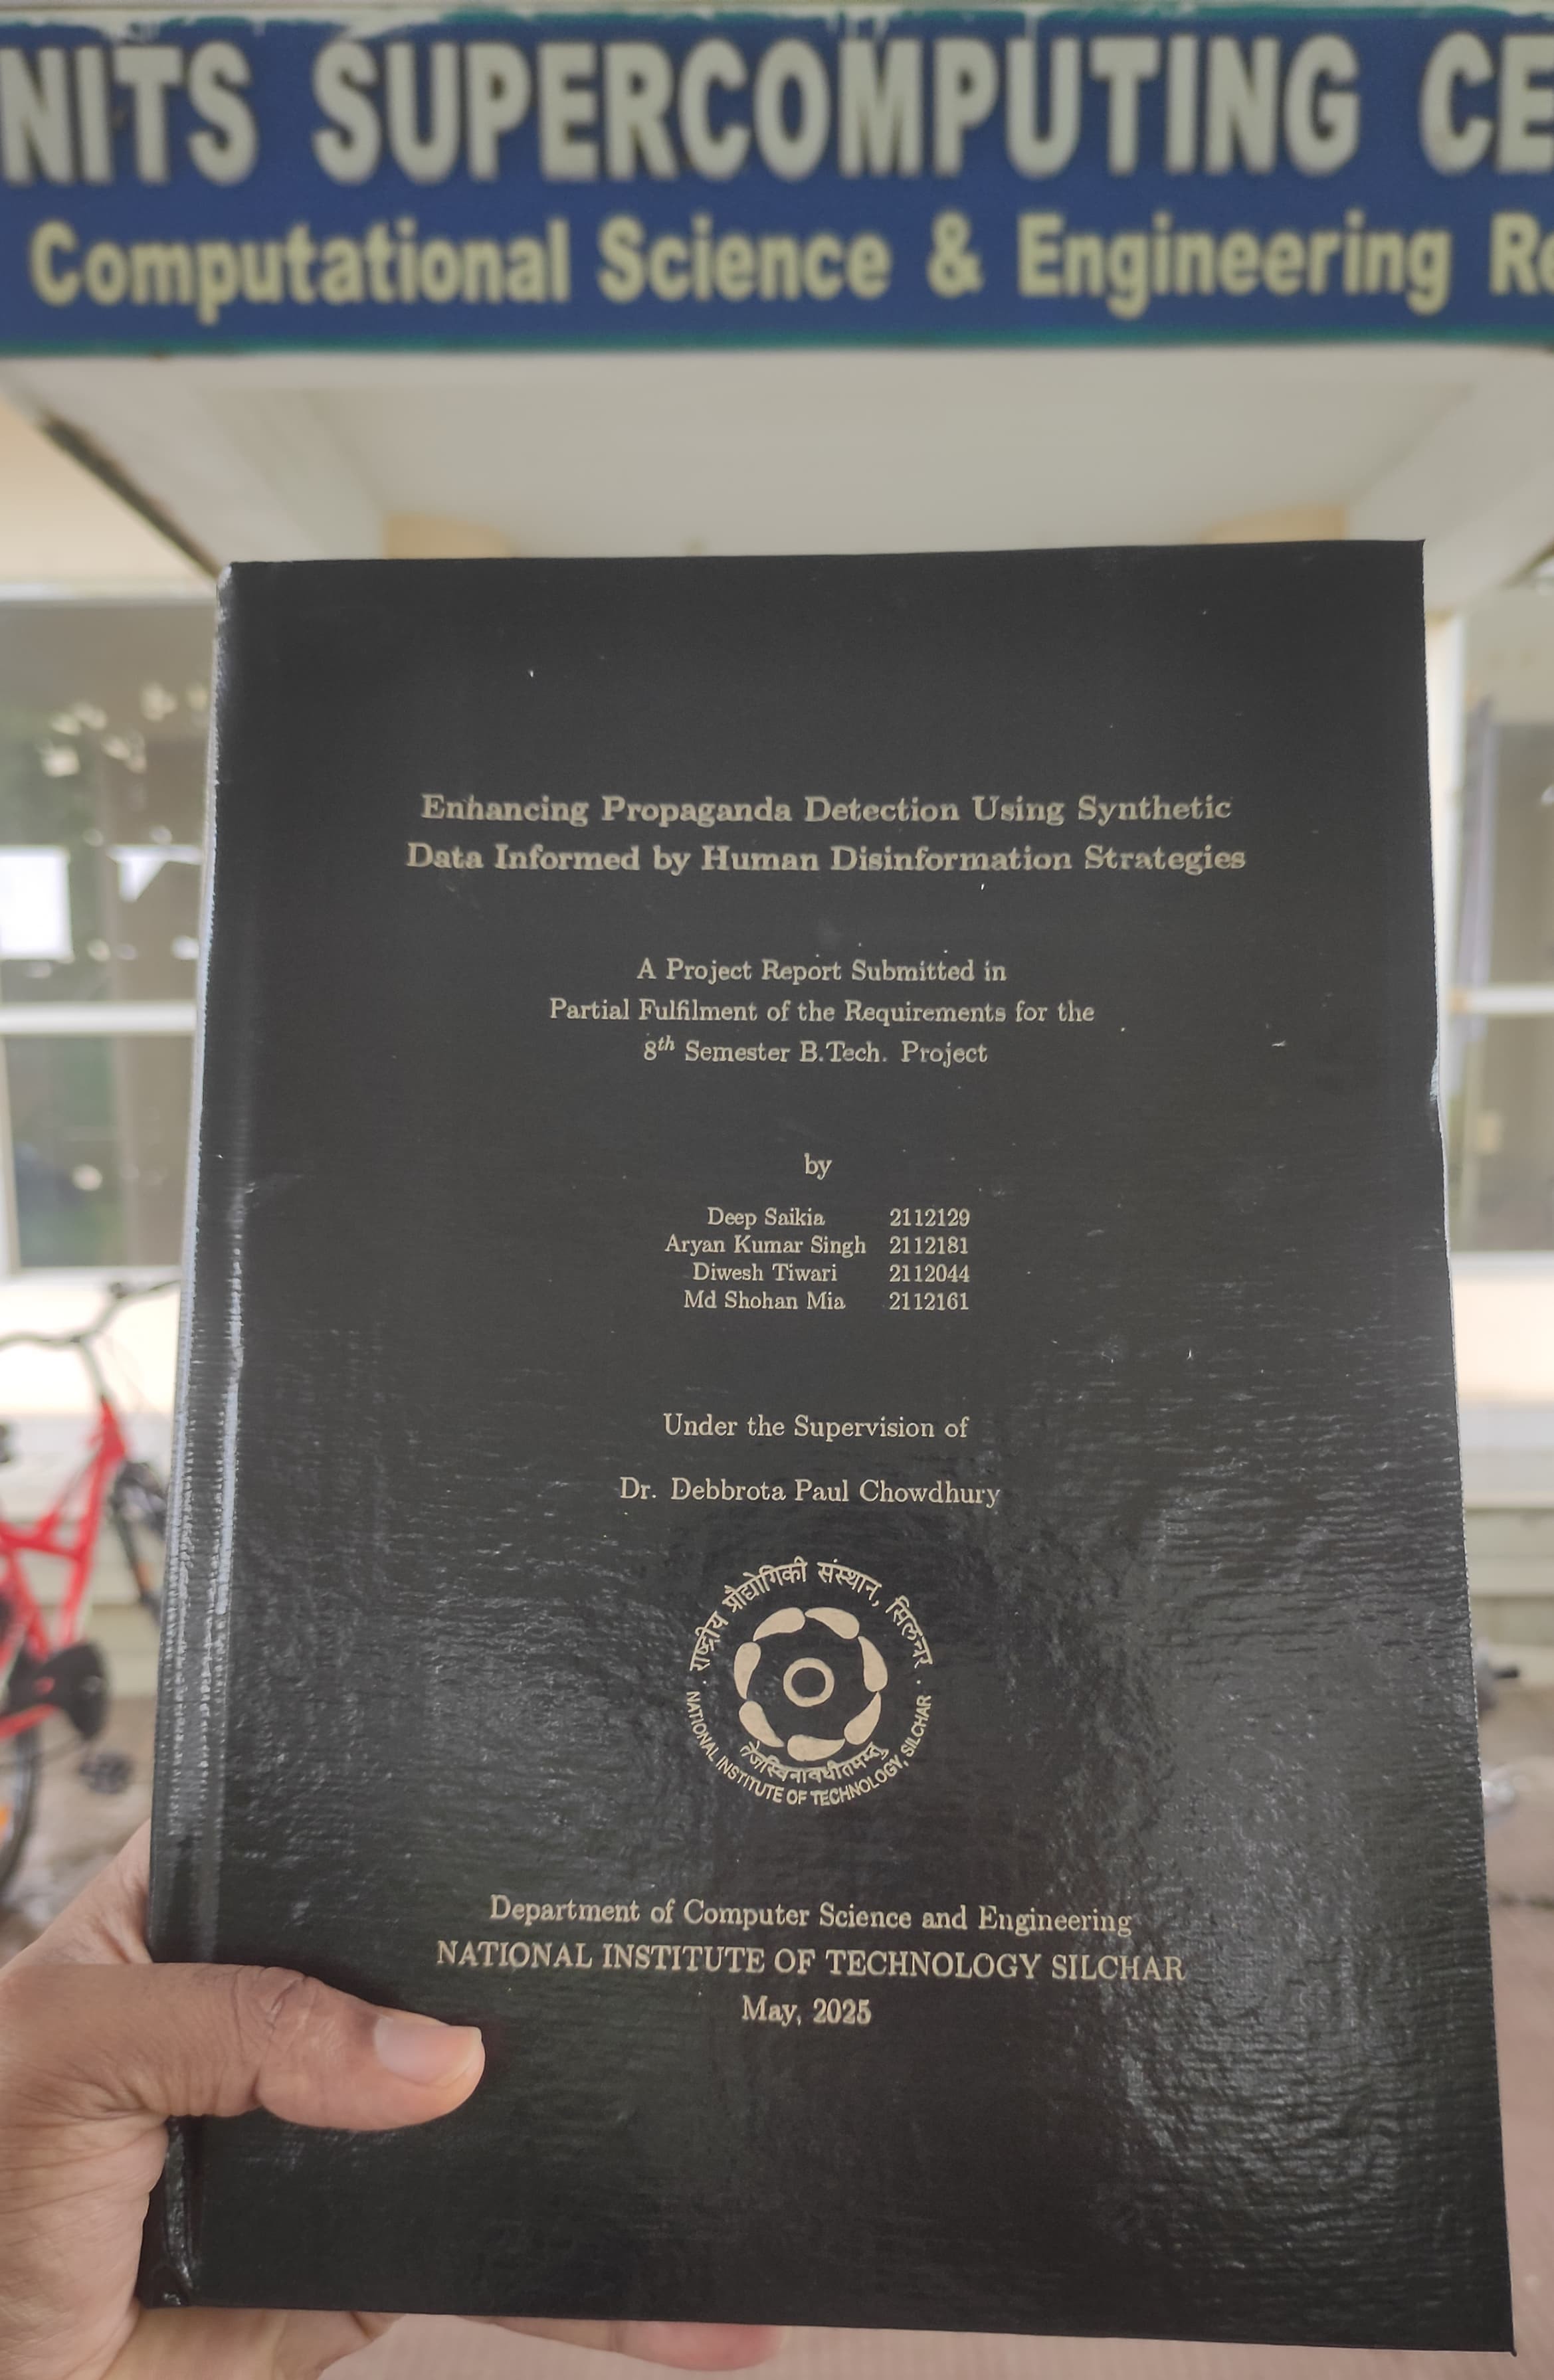 NITS SUPERCOMPUTING CE
Computational Science & Engineering Re
Enhancing Propaganda Detection Using Synthetic
Data Informed by Human Disinformation Strategies
A Project Report Submitted in
Partial Fulfilment of the Requirements for the
8th Semester B.Tech. Project
by
Deep Saikia 2112129
Aryan Kumar Singh 2112181
Diwesh Tiwari 2112044
Md Shohan Mia 2112161
Under the Supervision of
Dr. Debbrota Paul Chowdhury
राष्ट्रीय प्रौद्योगिकी संस्थान, सिलचर
तेजस्विनावधीतमस्तु
NATIONAL INSTITUTE OF TECHNOLOGY, SILCHAR
Department of Computer Science and Engineering
NATIONAL INSTITUTE OF TECHNOLOGY SILCHAR
May, 2025